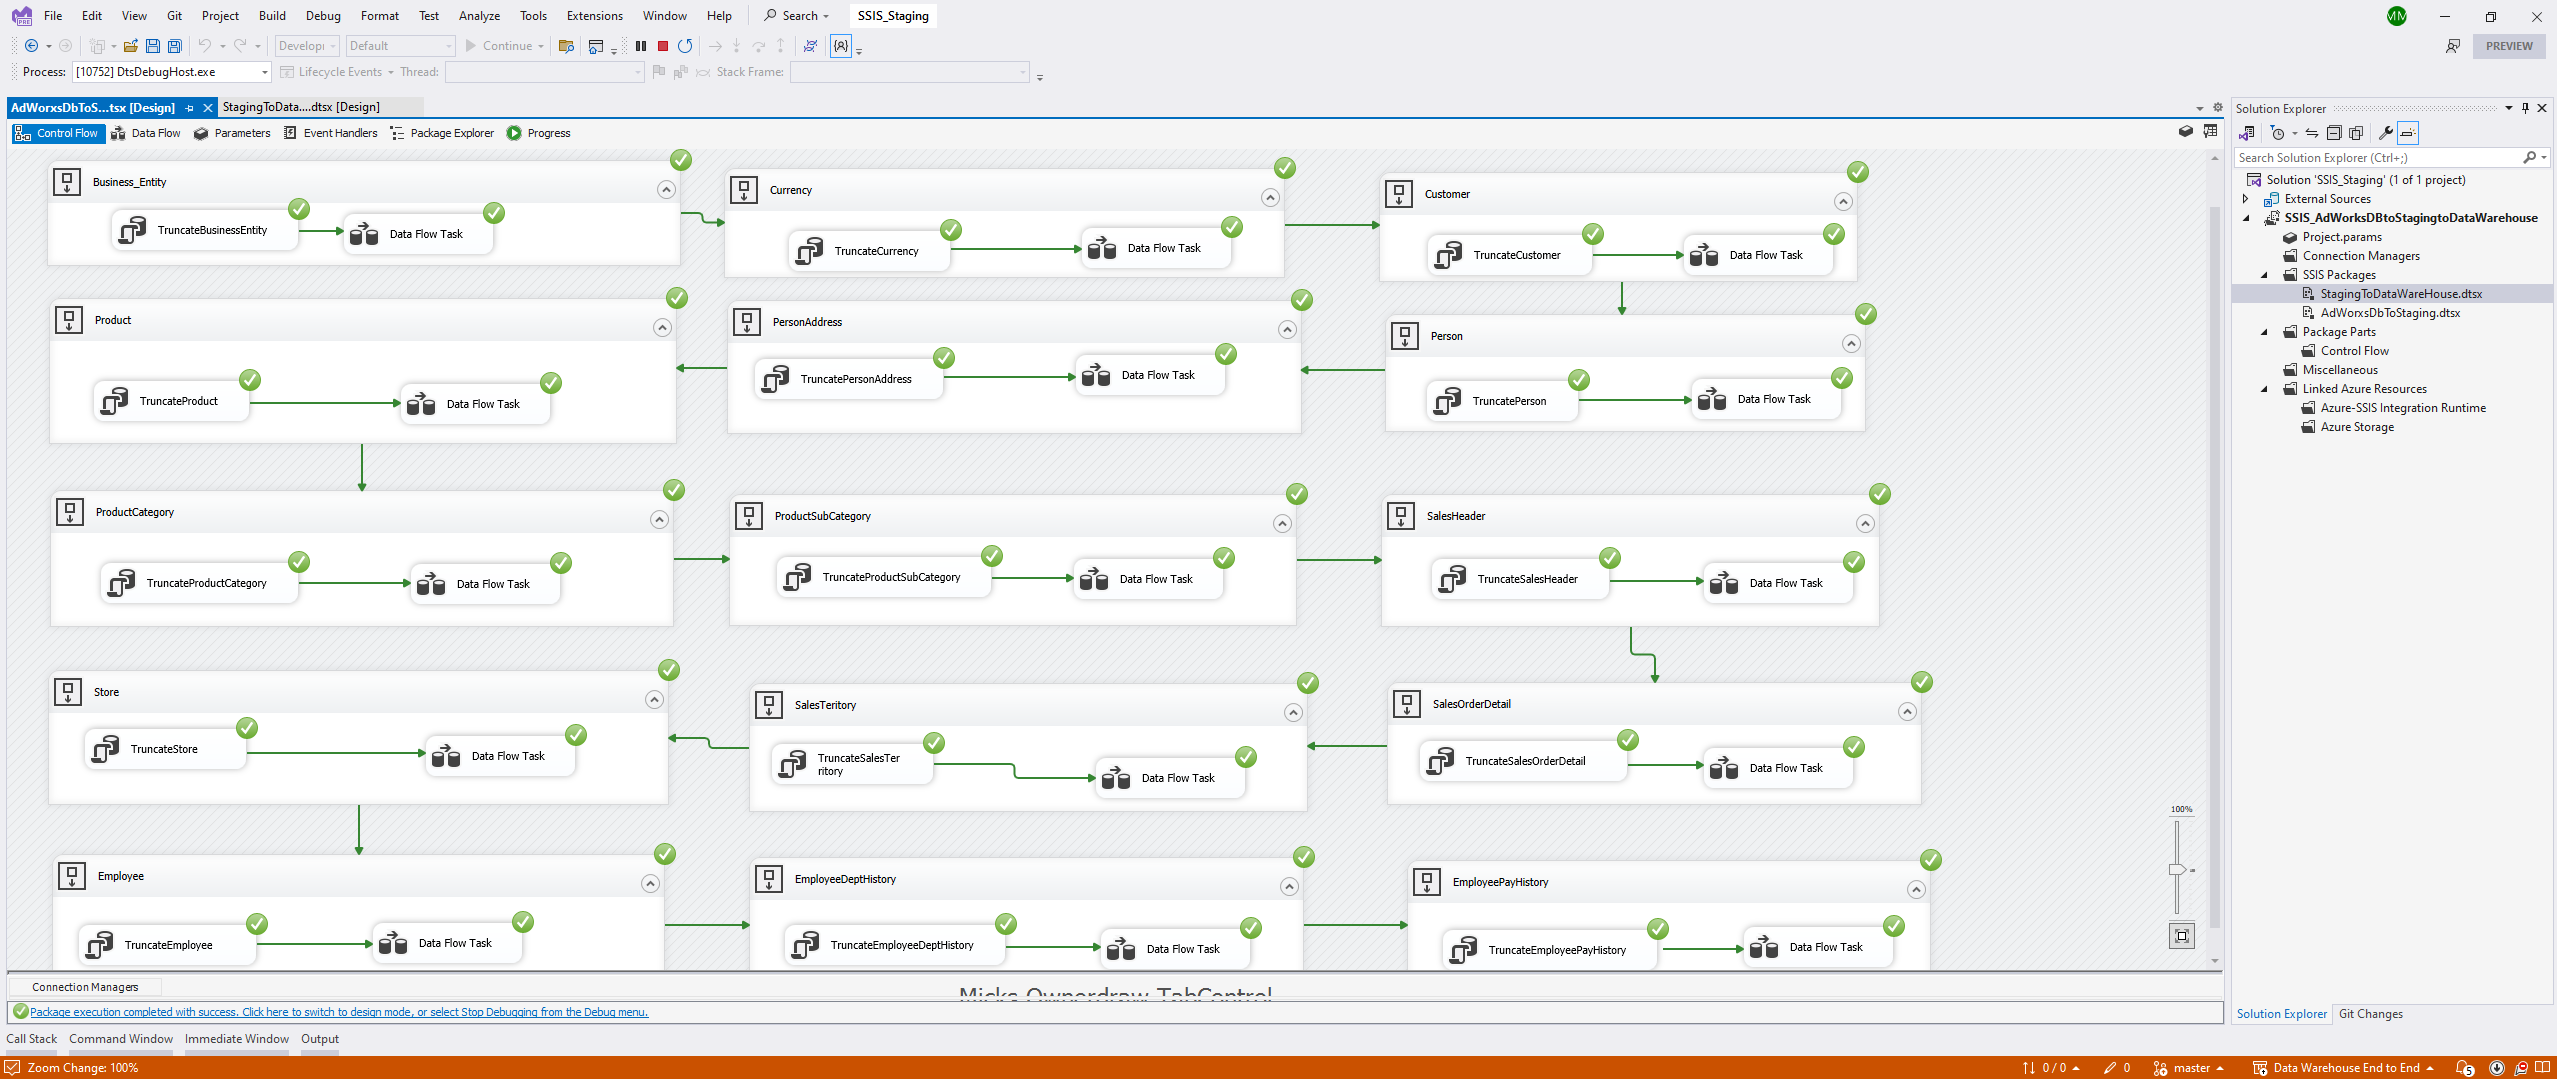 File Edit View Git Project Build Debug Format Test Analyze Tools Extensions Window Help Search SSIS_Staging MM
Developi Default Continue PREVIEW
Process: [10752] DtsDebugHost.exe Lifecycle Events Thread: Stack Frame:
AdWorxsDbToS...tsx [Design] StagingToData....dtsx [Design]
Control Flow Data Flow Parameters Event Handlers Package Explorer Progress
Business_Entity
TruncateBusinessEntity Data Flow Task
Currency
TruncateCurrency Data Flow Task
Customer
TruncateCustomer Data Flow Task
Product
TruncateProduct Data Flow Task
PersonAddress
TruncatePersonAddress Data Flow Task
Person
TruncatePerson Data Flow Task
ProductCategory
TruncateProductCategory Data Flow Task
ProductSubCategory
TruncateProductSubCategory Data Flow Task
SalesHeader
TruncateSalesHeader Data Flow Task
Store
TruncateStore Data Flow Task
SalesTeritory
TruncateSalesTer
ritory
Data Flow Task
SalesOrderDetail
TruncateSalesOrderDetail Data Flow Task
Employee
TruncateEmployee Data Flow Task
EmployeeDeptHistory
TruncateEmployeeDeptHistory Data Flow Task
EmployeePayHistory
TruncateEmployeePayHistory Data Flow Task
100%
Connection Managers
Micks Ownerdraw TabControl
Package execution completed with success. Click here to switch to design mode, or select Stop Debugging from the Debug menu.
Call Stack Command Window Immediate Window Output
Solution Explorer
Search Solution Explorer (Ctrl+;)
Solution 'SSIS_Staging' (1 of 1 project)
External Sources
SSIS_AdWorksDBtoStagingtoDataWarehouse
Project.params
Connection Managers
SSIS Packages
StagingToDataWareHouse.dtsx
AdWorxsDbToStaging.dtsx
Package Parts
Control Flow
Miscellaneous
Linked Azure Resources
Azure-SSIS Integration Runtime
Azure Storage
Solution Explorer Git Changes
Zoom Change: 100% 0 / 0 0 master Data Warehouse End to End 5